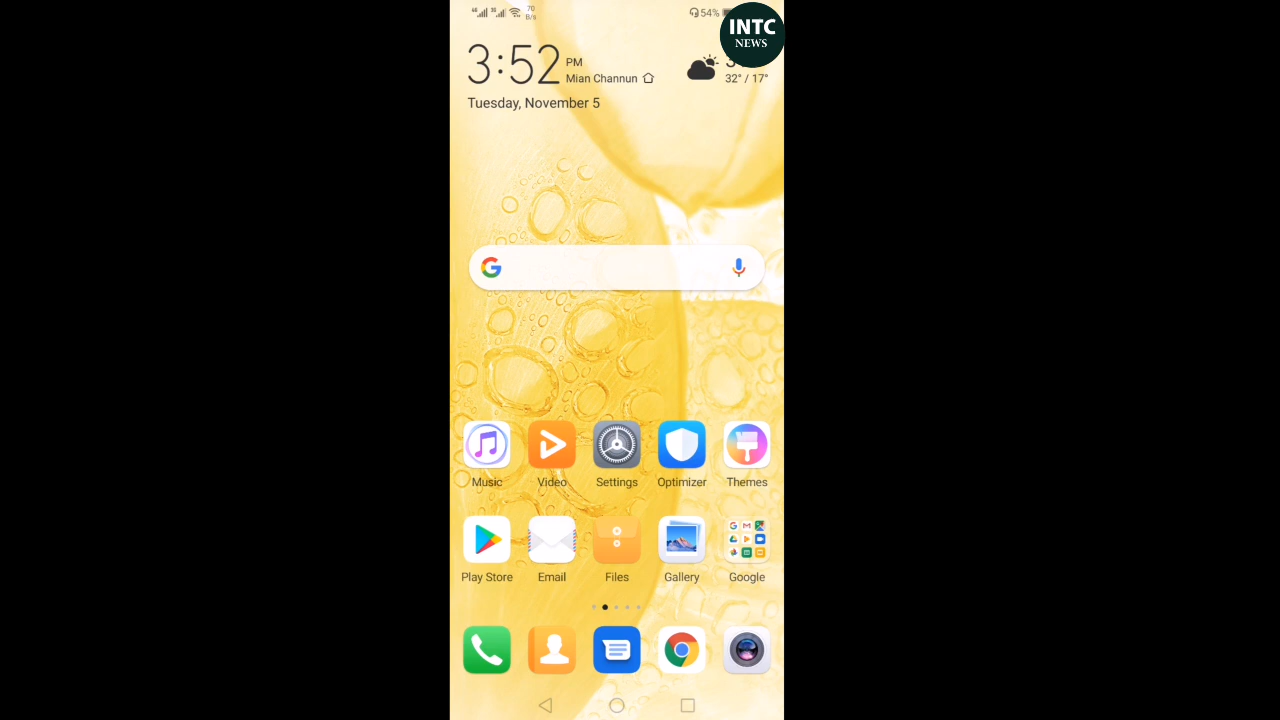 70
B/s
54%
INTC
NEWS
3:52
PM
Mian Channun
32° / 17°
Tuesday, November 5
Music
Video
Settings
Optimizer
Themes
Play Store
Email
Files
Gallery
Google